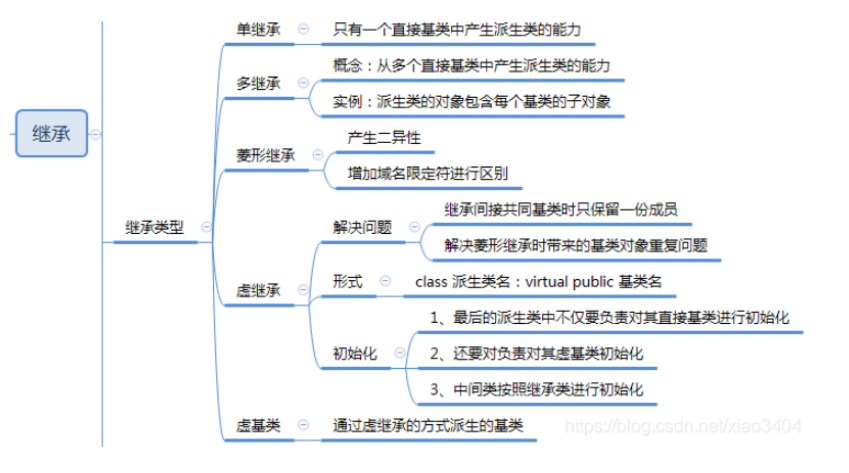 继承
继承类型
单继承
只有一个直接基类中产生派生类的能力
多继承
概念：从多个直接基类中产生派生类的能力
实例：派生类的对象包含每个基类的子对象
菱形继承
产生二异性
增加域名限定符进行区别
虚继承
解决问题
继承间接共同基类时只保留一份成员
解决菱形继承时带来的基类对象重复问题
形式
class 派生类名：virtual public 基类名
初始化
1、最后的派生类中不仅要负责对其直接基类进行初始化
2、还要对负责对其虚基类初始化
3、中间类按照继承类进行初始化
虚基类
通过虚继承的方式派生的基类
https://blog.csdn.net/xiao3404